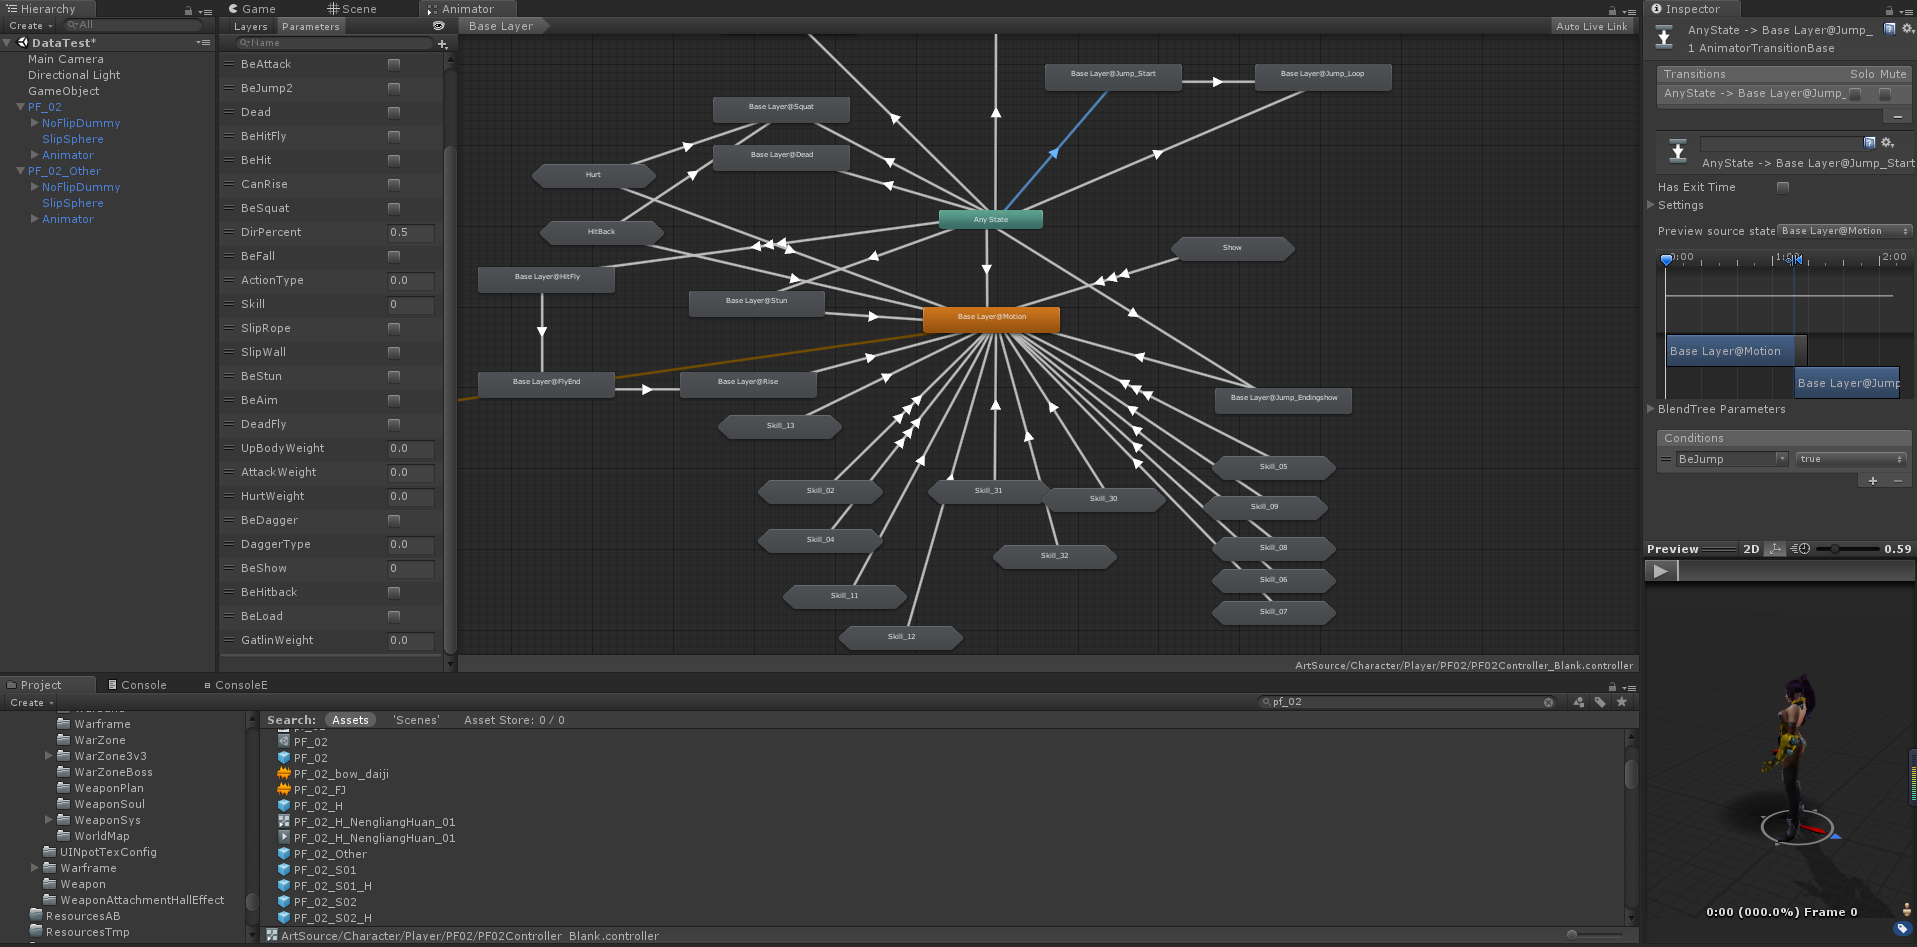 Hierarchy
Create
All
DataTest*
Main Camera
Directional Light
GameObject
PF_02
NoFlipDummy
SlipSphere
Animator
PF_02_Other
NoFlipDummy
SlipSphere
Animator
Game
Scene
Animator
Layers
Parameters
Base Layer
Auto Live Link
Name
BeAttack
BeJump2
Dead
BeHitFly
BeHit
CanRise
BeSquat
DirPercent 0.5
BeFall
ActionType 0.0
Skill 0
SlipRope
SlipWall
BeStun
BeAim
DeadFly
UpBodyWeight 0.0
AttackWeight 0.0
HurtWeight 0.0
BeDagger
DaggerType 0.0
BeShow 0
BeHitback
BeLoad
GatlinWeight 0.0
Base Layer@Jump_Start
Base Layer@Jump_Loop
Base Layer@Squat
Base Layer@Dead
Hurt
Any State
HitBack
Show
Base Layer@HitFly
Base Layer@Stun
Base Layer@Motion
Base Layer@FlyEnd
Base Layer@Rise
Base Layer@Jump_Endingshow
Skill_13
Skill_05
Skill_02
Skill_31
Skill_30
Skill_09
Skill_04
Skill_08
Skill_32
Skill_06
Skill_11
Skill_07
Skill_12
ArtSource/Character/Player/PF02/PF02Controller_Blank.controller
Inspector
AnyState -> Base Layer@Jump_
1 AnimatorTransitionBase
Transitions Solo Mute
AnyState -> Base Layer@Jump_
AnyState -> Base Layer@Jump_Start
Has Exit Time
Settings
Preview source state Base Layer@Motion
0:00 1:0 2:00
Base Layer@Motion
Base Layer@Jump
BlendTree Parameters
Conditions
BeJump true
Preview 2D 0.59
0:00 (000.0%) Frame 0
Project
Console
ConsoleE
Create
pf_02
Warframe
WarZone
WarZone3v3
WarZoneBoss
WeaponPlan
WeaponSoul
WeaponSys
WorldMap
UINpotTexConfig
Warframe
Weapon
WeaponAttachmentHallEffect
ResourcesAB
ResourcesTmp
Search: Assets 'Scenes' Asset Store: 0 / 0
PF_02
PF_02
PF_02_bow_daiji
PF_02_FJ
PF_02_H
PF_02_H_NengliangHuan_01
PF_02_H_NengliangHuan_01
PF_02_Other
PF_02_S01
PF_02_S01_H
PF_02_S02
PF_02_S02_H
ArtSource/Character/Player/PF02/PF02Controller_Blank.controller